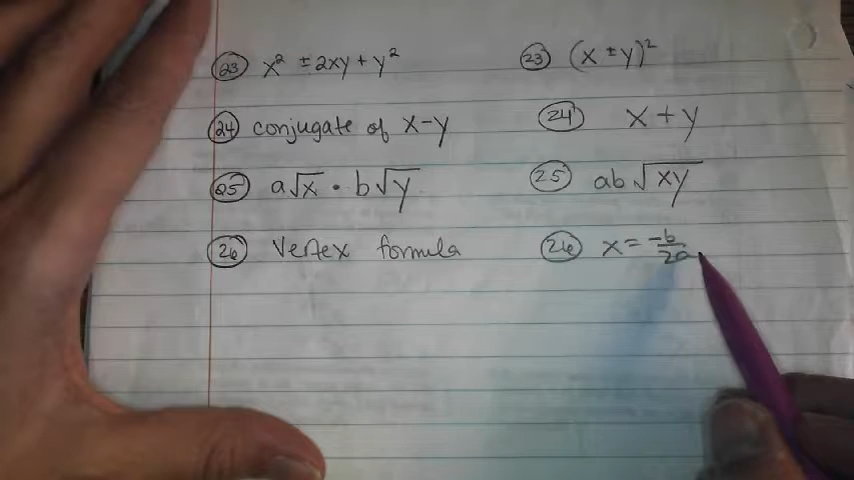 23 x² ± 2xy + y² 23 (x ± y)²
24 conjugate of x - y 24 x + y
25 a√x • b√y 25 ab√xy
26 Vertex formula 26 x = -b/2a